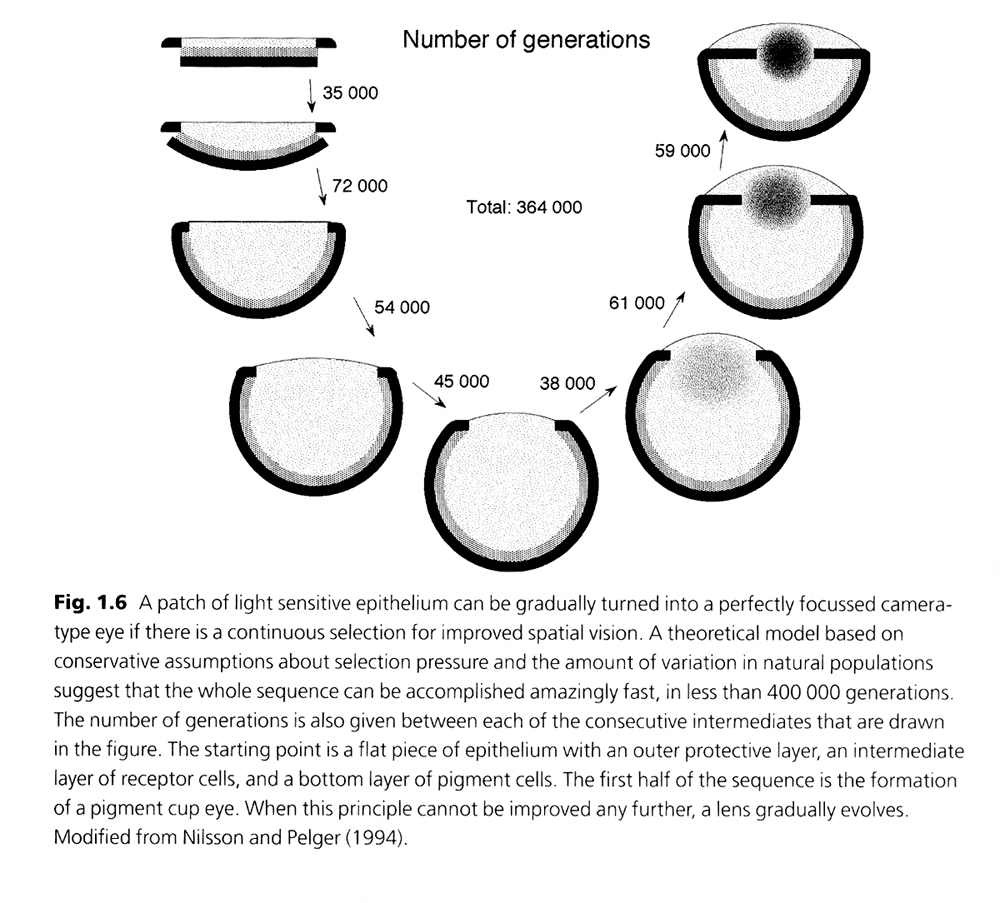 Number of generations
35 000
72 000
54 000
45 000
38 000
61 000
59 000
Total: 364 000
Fig. 1.6 A patch of light sensitive epithelium can be gradually turned into a perfectly focussed camera-
type eye if there is a continuous selection for improved spatial vision. A theoretical model based on
conservative assumptions about selection pressure and the amount of variation in natural populations
suggest that the whole sequence can be accomplished amazingly fast, in less than 400 000 generations.
The number of generations is also given between each of the consecutive intermediates that are drawn
in the figure. The starting point is a flat piece of epithelium with an outer protective layer, an intermediate
layer of receptor cells, and a bottom layer of pigment cells. The first half of the sequence is the formation
of a pigment cup eye. When this principle cannot be improved any further, a lens gradually evolves.
Modified from Nilsson and Pelger (1994).